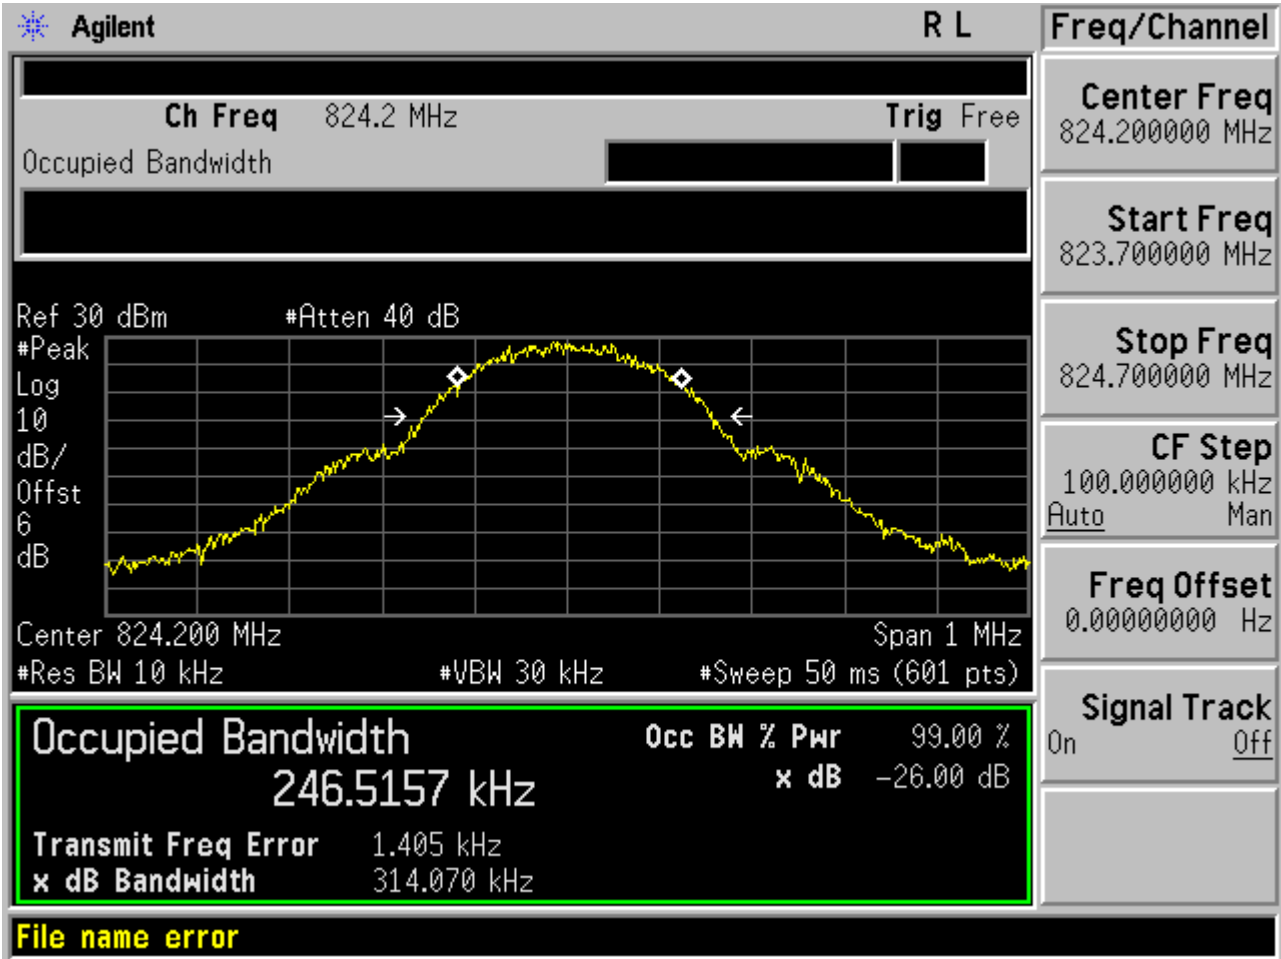 Agilent R L Freq/Channel
Ch Freq 824.2 MHz Trig Free
Occupied Bandwidth
Center Freq
824.200000 MHz
Start Freq
823.700000 MHz
Stop Freq
824.700000 MHz
CF Step
100.000000 kHz
Auto Man
Freq Offset
0.00000000 Hz
Signal Track
On Off
Ref 30 dBm #Atten 40 dB
#Peak
Log
10
dB/
Offst
6
dB
Center 824.200 MHz Span 1 MHz
#Res BW 10 kHz #VBW 30 kHz #Sweep 50 ms (601 pts)
Occupied Bandwidth Occ BW % Pwr 99.00 %
246.5157 kHz x dB -26.00 dB
Transmit Freq Error 1.405 kHz
x dB Bandwidth 314.070 kHz
File name error